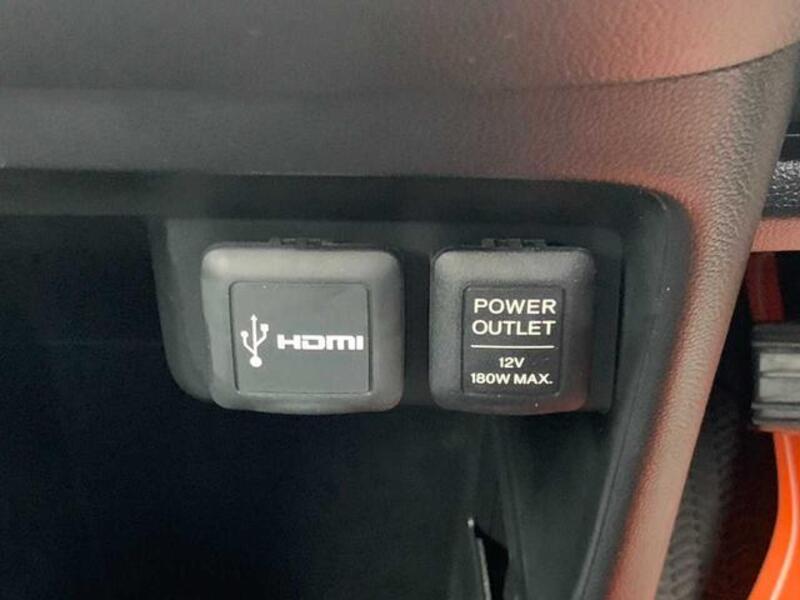 HDMI
POWER
OUTLET
12V
180W MAX.